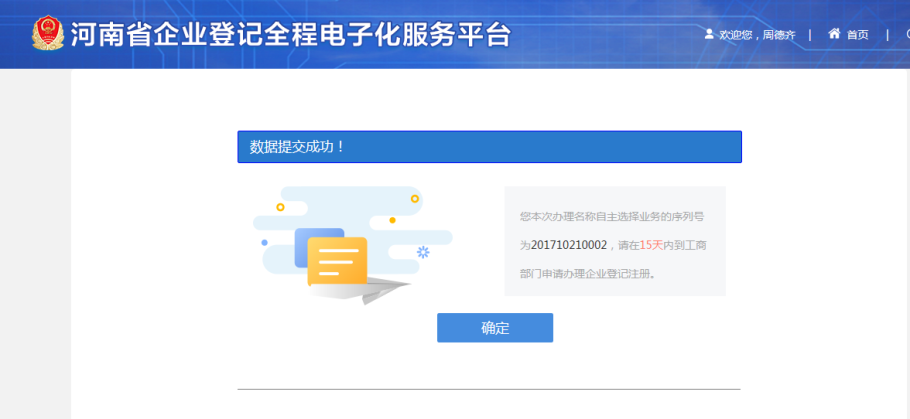 河南省企业登记全程电子化服务平台
欢迎您，周德齐 | 首页 |
数据提交成功！
您本次办理名称自主选择业务的序列号
为201710210002，请在15天内到工商
部门申请办理企业登记注册。
确定